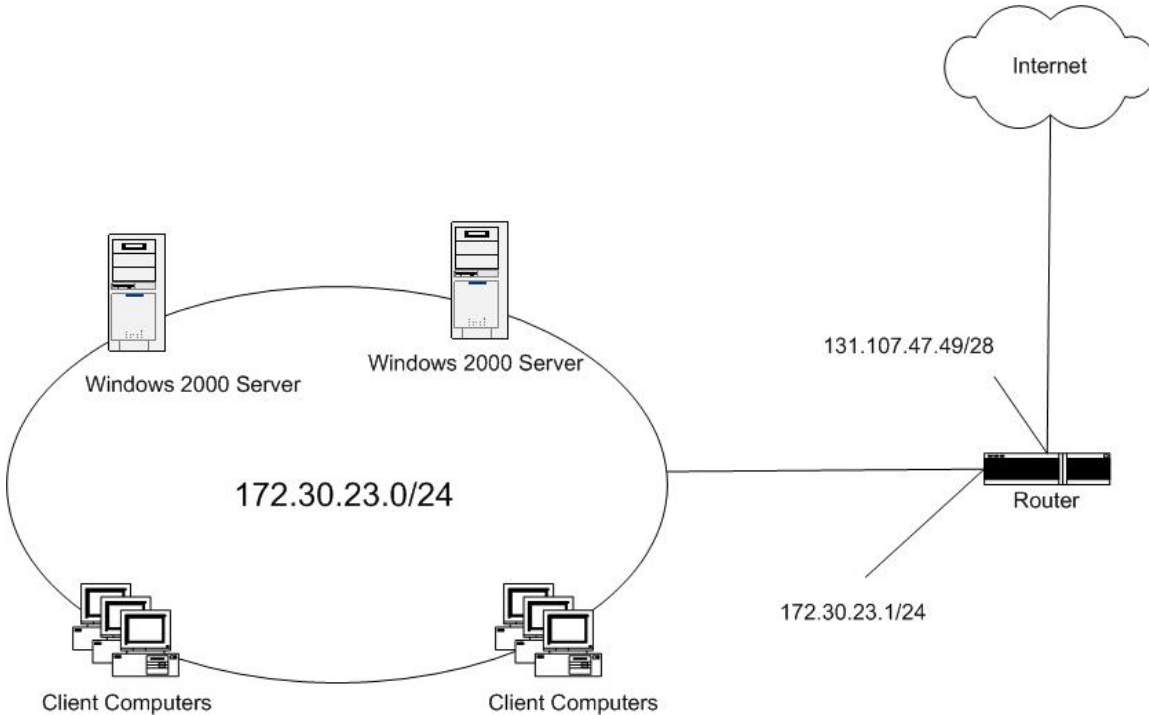 Internet
131.107.47.49/28
Windows 2000 Server
Windows 2000 Server
172.30.23.0/24
Router
172.30.23.1/24
Client Computers
Client Computers